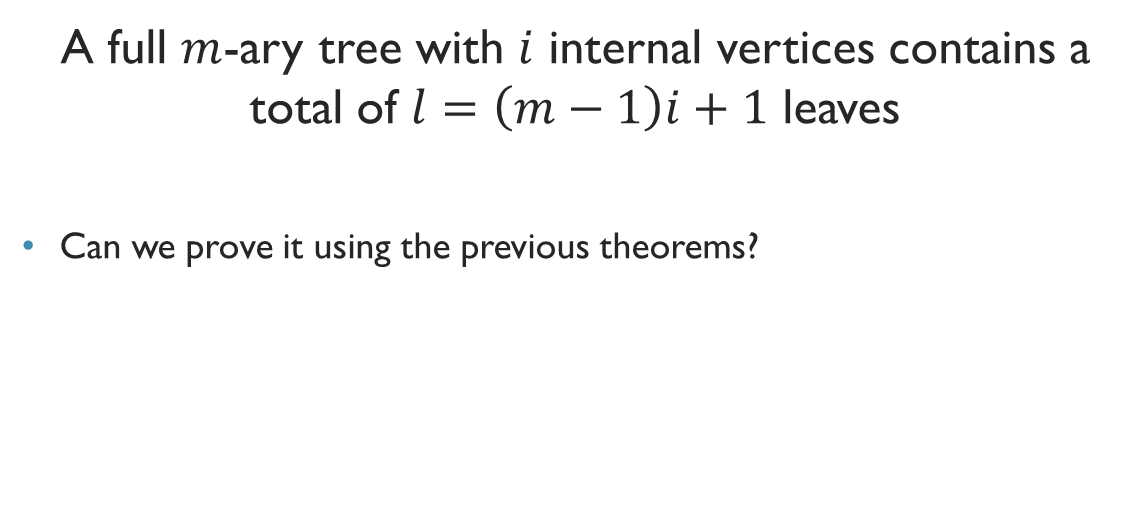 A full 𝑚-ary tree with 𝑖 internal vertices contains a
total of 𝑙 = (𝑚 − 1)𝑖 + 1 leaves
• Can we prove it using the previous theorems?